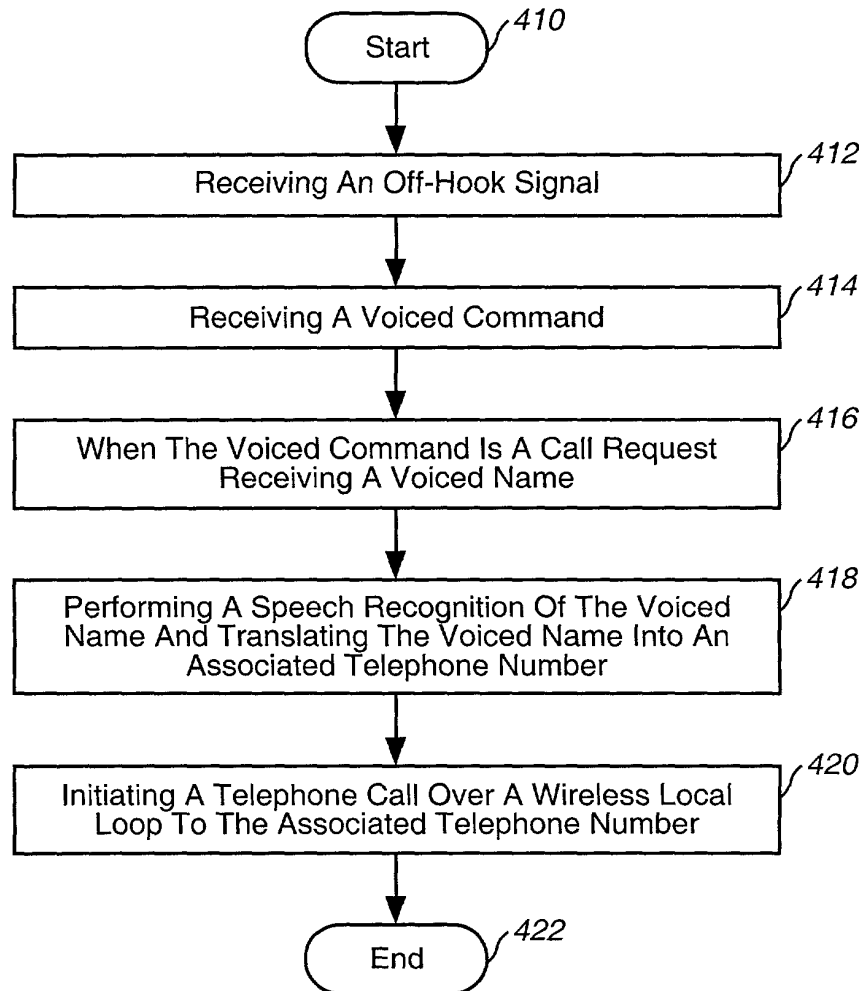 Start
410
Receiving An Off-Hook Signal
412
Receiving A Voiced Command
414
When The Voiced Command Is A Call Request
Receiving A Voiced Name
416
Performing A Speech Recognition Of The Voiced
Name And Translating The Voiced Name Into An
Associated Telephone Number
418
Initiating A Telephone Call Over A Wireless Local
Loop To The Associated Telephone Number
420
End
422